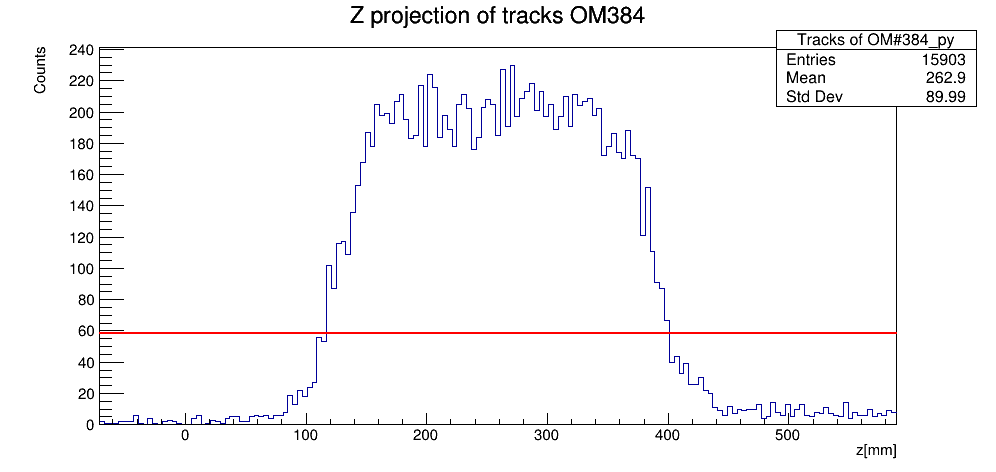 Z projection of tracks OM384
Tracks of OM#384_py
Entries 15903
Mean 262.9
Std Dev 89.99
Counts
240
220
200
180
160
140
120
100
80
60
40
20
0
0 100 200 300 400 500
z[mm]